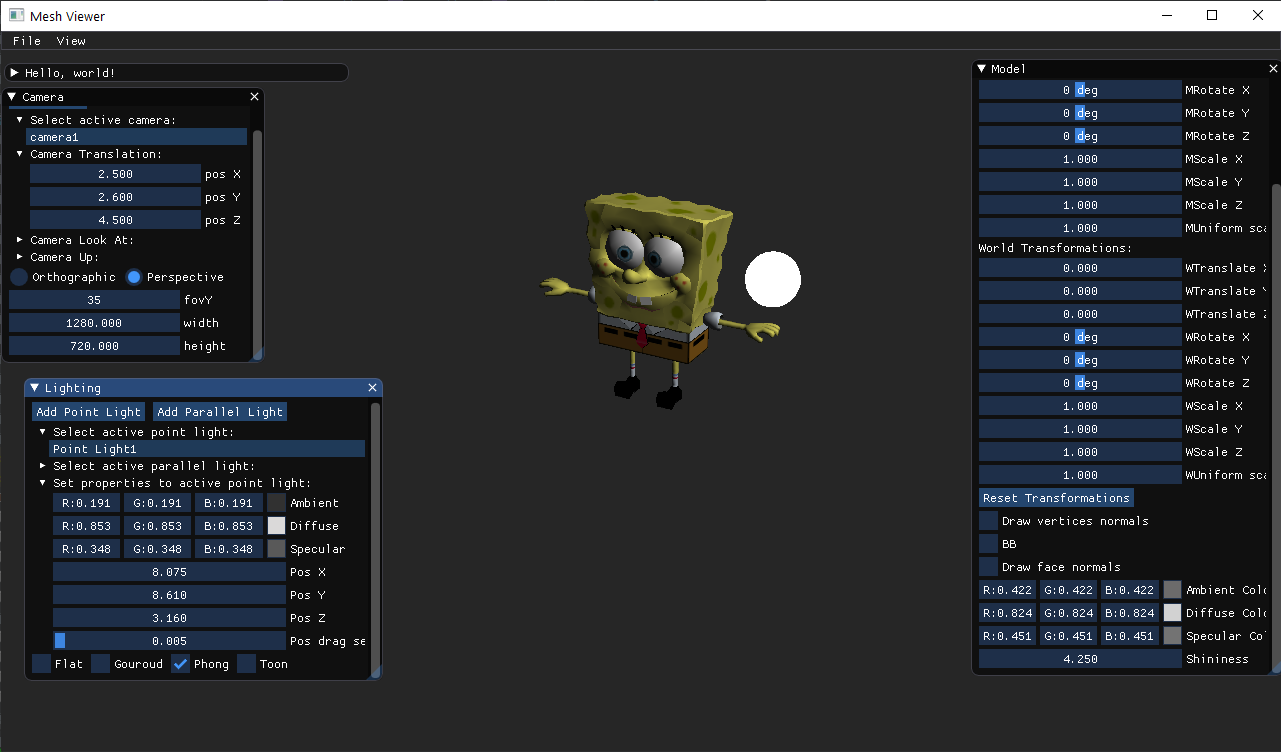 Mesh Viewer
File View
Hello, world!
Camera
Select active camera:
camera1
Camera Translation:
2.500 pos X
2.600 pos Y
4.500 pos Z
Camera Look At:
Camera Up:
Orthographic Perspective
35 fovY
1280.000 width
720.000 height
Lighting
Add Point Light Add Parallel Light
Select active point light:
Point Light1
Select active parallel light:
Set properties to active point light:
R:0.191 G:0.191 B:0.191 Ambient
R:0.853 G:0.853 B:0.853 Diffuse
R:0.348 G:0.348 B:0.348 Specular
8.075 Pos X
8.610 Pos Y
3.160 Pos Z
0.005 Pos drag se
Flat Gouroud Phong Toon
Model
0 deg MRotate X
0 deg MRotate Y
0 deg MRotate Z
1.000 MScale X
1.000 MScale Y
1.000 MScale Z
1.000 MUniform sca
World Transformations:
0.000 WTranslate X
0.000 WTranslate Y
0.000 WTranslate Z
0 deg WRotate X
0 deg WRotate Y
0 deg WRotate Z
1.000 WScale X
1.000 WScale Y
1.000 WScale Z
1.000 WUniform sca
Reset Transformations
Draw vertices normals
BB
Draw face normals
R:0.422 G:0.422 B:0.422 Ambient Colo
R:0.824 G:0.824 B:0.824 Diffuse Colo
R:0.451 G:0.451 B:0.451 Specular Col
4.250 Shininess